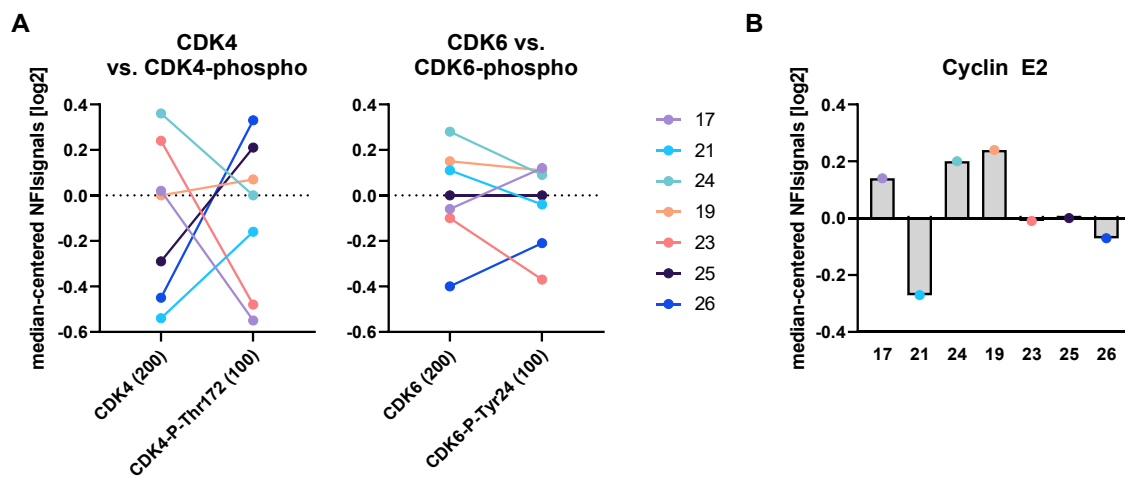 A
CDK4
vs. CDK4-phospho
median-centered NFIsignals [log2]
0.4
0.2
0.0
-0.2
-0.4
-0.6
CDK4 (200)
CDK4-P-Thr172 (100)
CDK6 vs.
CDK6-phospho
0.4
0.2
0.0
-0.2
-0.4
-0.6
CDK6 (200)
CDK6-P-Tyr24 (100)
17
21
24
19
23
25
26
B
Cyclin E2
median-centered NFIsignals [log2]
0.4
0.2
0.0
-0.2
-0.4
17 21 24 19 23 25 26